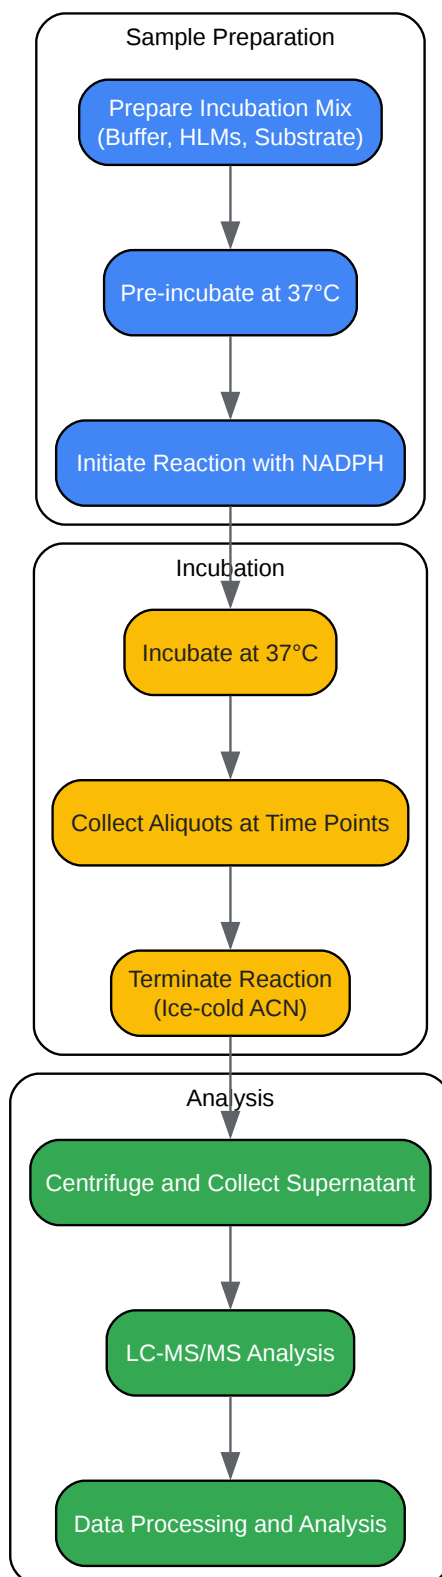 Sample Preparation
Prepare Incubation Mix
(Buffer, HLMs, Substrate)
Pre-incubate at 37°C
Initiate Reaction with NADPH
Incubation
Incubate at 37°C
Collect Aliquots at Time Points
Terminate Reaction
(Ice-cold ACN)
Analysis
Centrifuge and Collect Supernatant
LC-MS/MS Analysis
Data Processing and Analysis